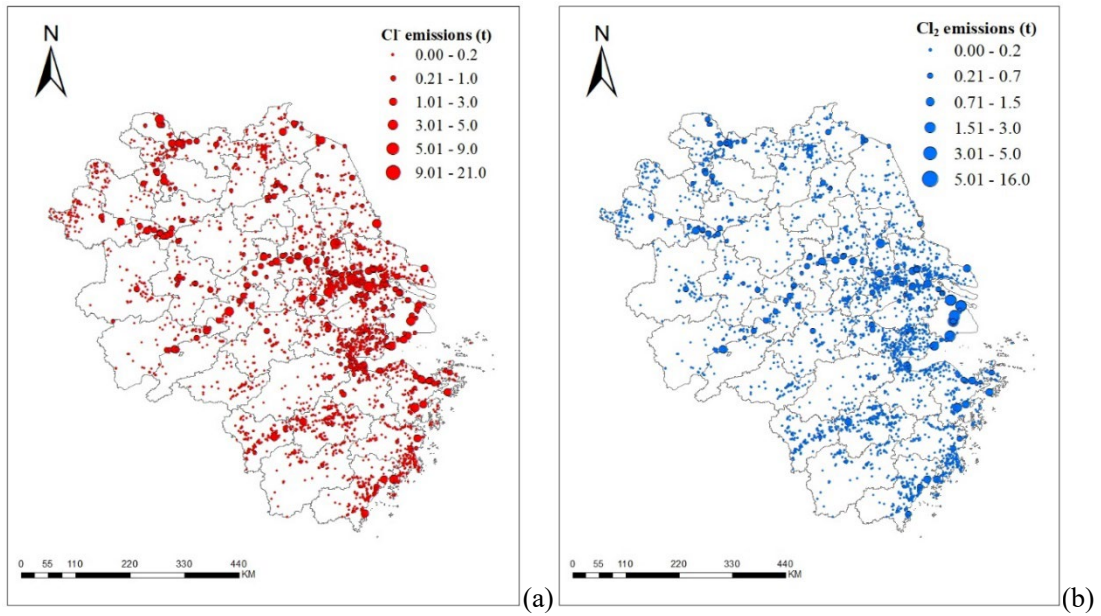 N
Cl⁻ emissions (t)
0.00 - 0.2
0.21 - 1.0
1.01 - 3.0
3.01 - 5.0
5.01 - 9.0
9.01 - 21.0
0 55 110 220 330 440
KM
(a)
N
Cl₂ emissions (t)
0.00 - 0.2
0.21 - 0.7
0.71 - 1.5
1.51 - 3.0
3.01 - 5.0
5.01 - 16.0
0 55 110 220 330 440
KM
(b)